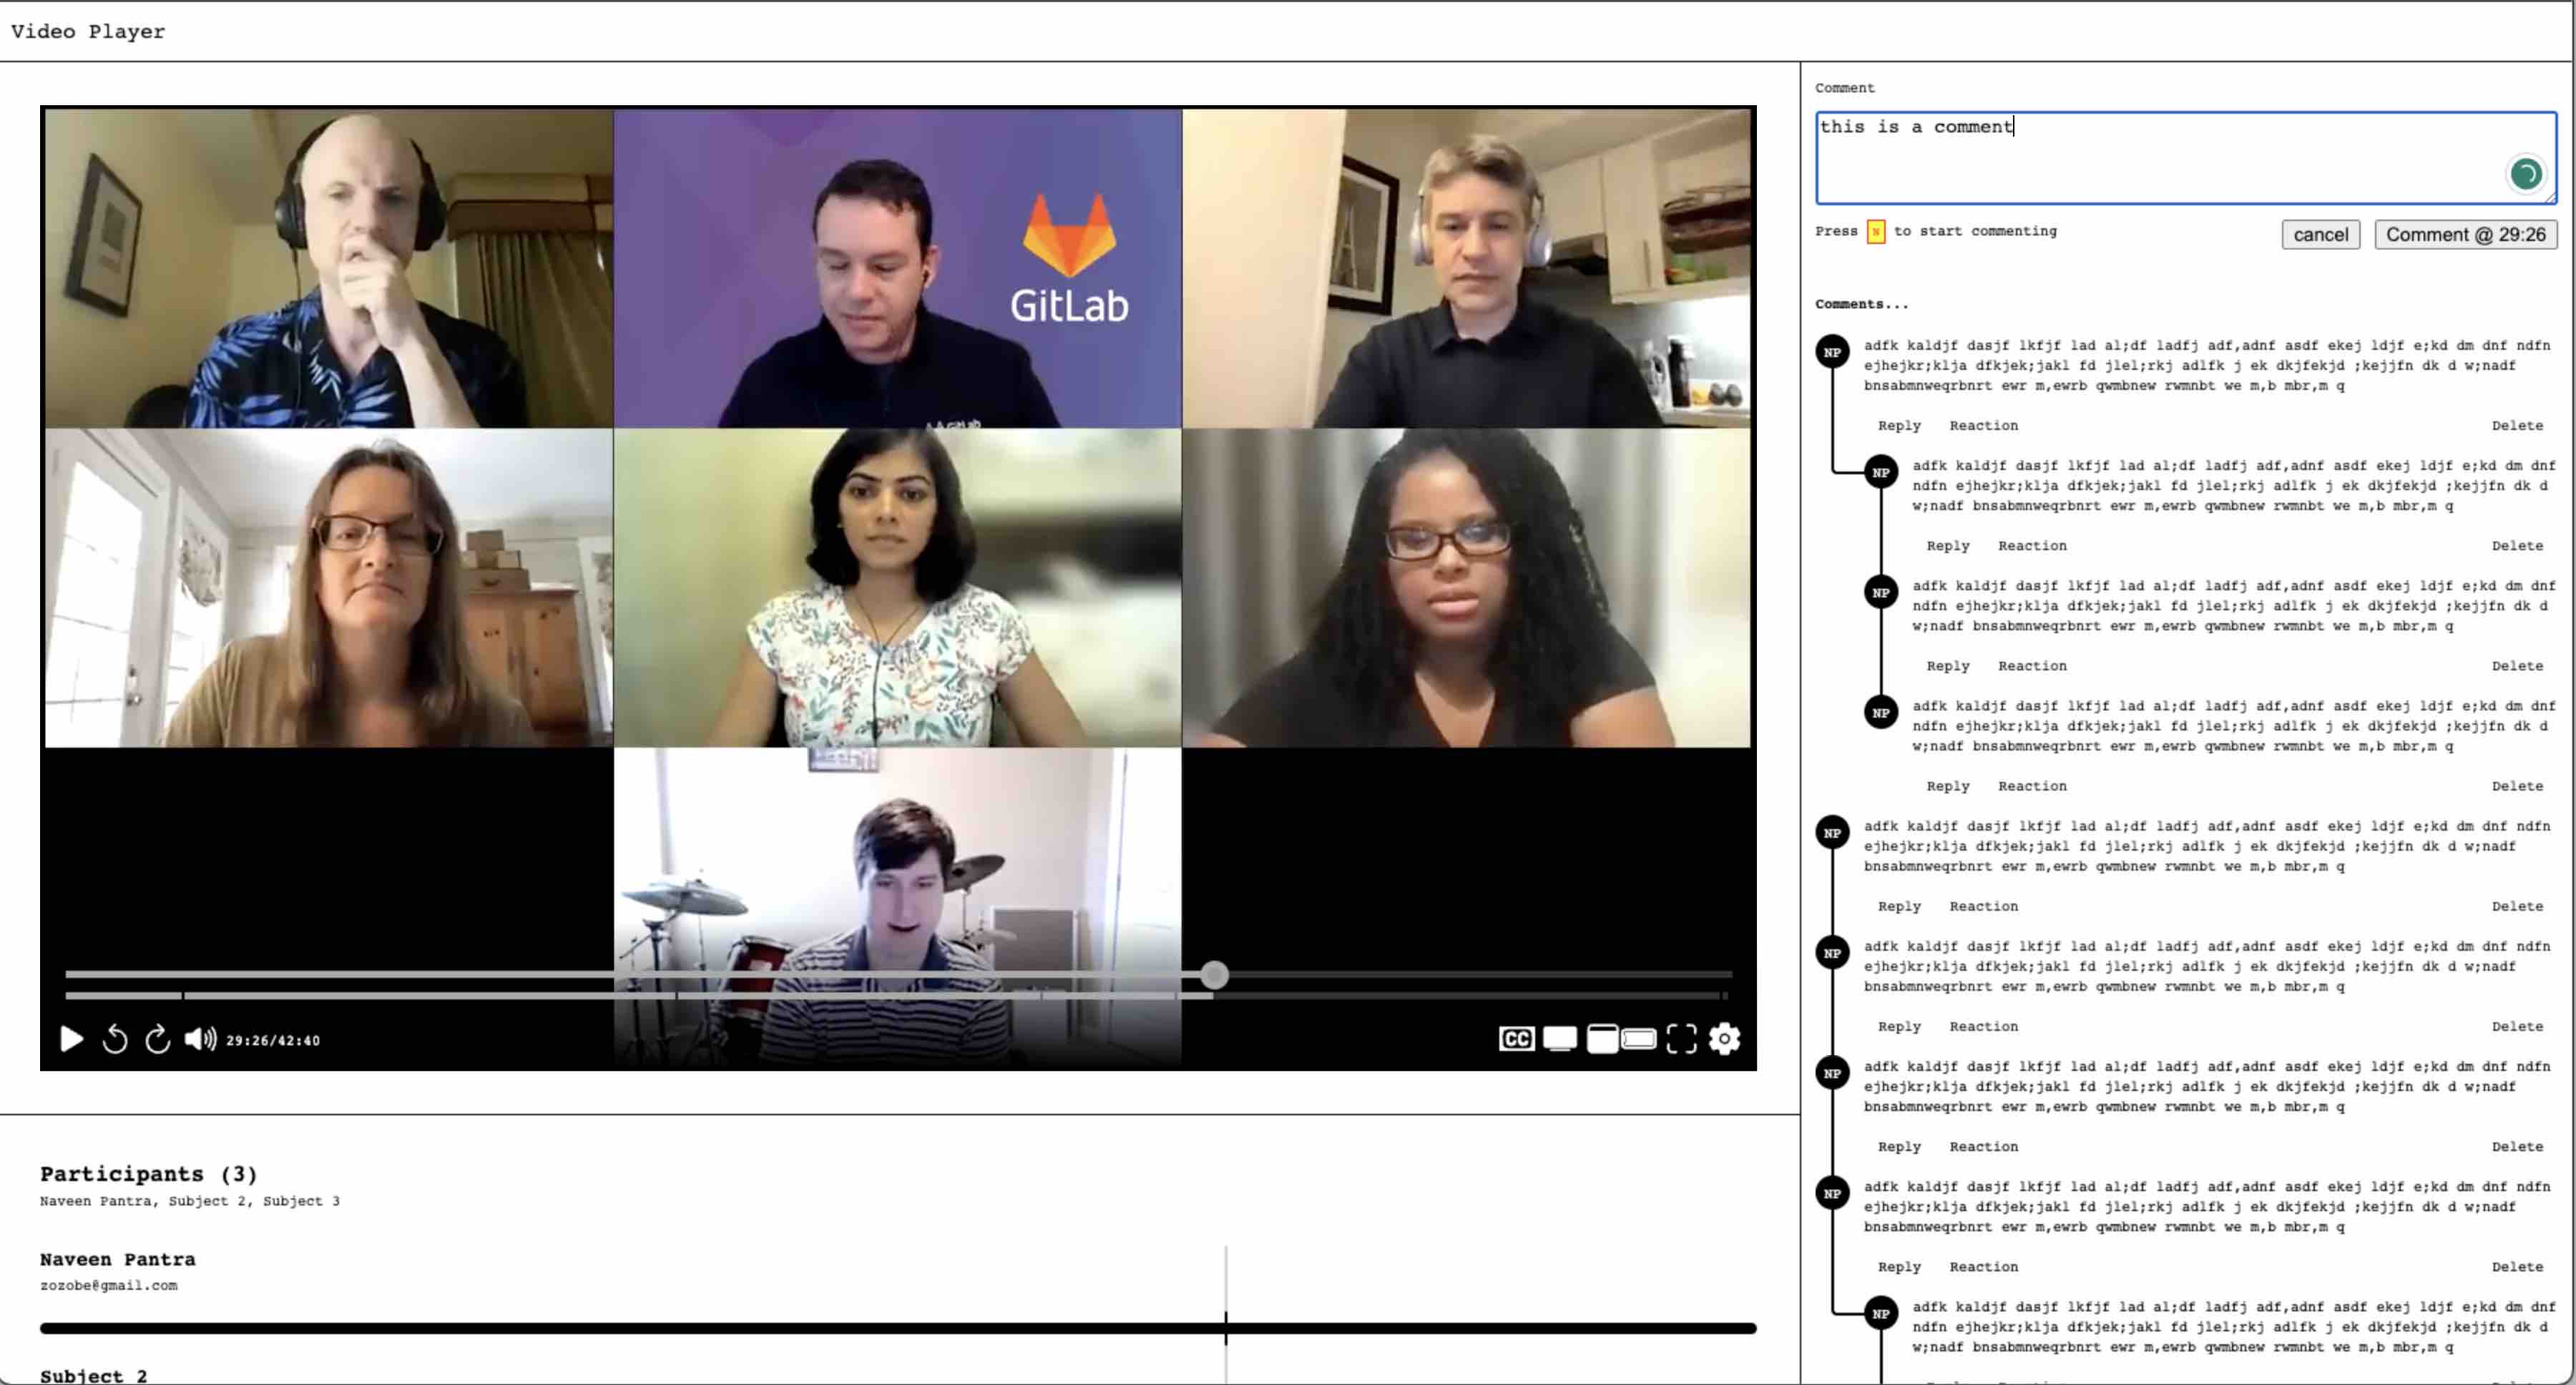 Video Player
GitLab
CC
29:26/42:40
Participants (3)
Naveen Pantra, Subject 2, Subject 3
Naveen Pantra
zozobe@gmail.com
Subject 2
Comment
this is a comment
Press N to start commenting
cancel
Comment @ 29:26
Comments...
NP
adfk kaldjf dasjf lkfjf lad al;df ladfj adf,adnf asdf ekej ldjf e;kd dm dnf ndfn
ejhejkr;klja dfkjek;jakl fd jlel;rkj adlfk j ek dkjfekjd ;kejjfn dk d w;nadf
bnsabmnweqrbnrt ewr m,ewrb qwmbnew rwmnbt we m,b mbr,m q
Reply Reaction Delete
NP
adfk kaldjf dasjf lkfjf lad al;df ladfj adf,adnf asdf ekej ldjf e;kd dm dnf
ndfn ejhejkr;klja dfkjek;jakl fd jlel;rkj adlfk j ek dkjfekjd ;kejjfn dk d
w;nadf bnsabmnweqrbnrt ewr m,ewrb qwmbnew rwmnbt we m,b mbr,m q
Reply Reaction Delete
NP
adfk kaldjf dasjf lkfjf lad al;df ladfj adf,adnf asdf ekej ldjf e;kd dm dnf
ndfn ejhejkr;klja dfkjek;jakl fd jlel;rkj adlfk j ek dkjfekjd ;kejjfn dk d
w;nadf bnsabmnweqrbnrt ewr m,ewrb qwmbnew rwmnbt we m,b mbr,m q
Reply Reaction Delete
NP
adfk kaldjf dasjf lkfjf lad al;df ladfj adf,adnf asdf ekej ldjf e;kd dm dnf
ndfn ejhejkr;klja dfkjek;jakl fd jlel;rkj adlfk j ek dkjfekjd ;kejjfn dk d
w;nadf bnsabmnweqrbnrt ewr m,ewrb qwmbnew rwmnbt we m,b mbr,m q
Reply Reaction Delete
NP
adfk kaldjf dasjf lkfjf lad al;df ladfj adf,adnf asdf ekej ldjf e;kd dm dnf ndfn
ejhejkr;klja dfkjek;jakl fd jlel;rkj adlfk j ek dkjfekjd ;kejjfn dk d w;nadf
bnsabmnweqrbnrt ewr m,ewrb qwmbnew rwmnbt we m,b mbr,m q
Reply Reaction Delete
NP
adfk kaldjf dasjf lkfjf lad al;df ladfj adf,adnf asdf ekej ldjf e;kd dm dnf ndfn
ejhejkr;klja dfkjek;jakl fd jlel;rkj adlfk j ek dkjfekjd ;kejjfn dk d w;nadf
bnsabmnweqrbnrt ewr m,ewrb qwmbnew rwmnbt we m,b mbr,m q
Reply Reaction Delete
NP
adfk kaldjf dasjf lkfjf lad al;df ladfj adf,adnf asdf ekej ldjf e;kd dm dnf ndfn
ejhejkr;klja dfkjek;jakl fd jlel;rkj adlfk j ek dkjfekjd ;kejjfn dk d w;nadf
bnsabmnweqrbnrt ewr m,ewrb qwmbnew rwmnbt we m,b mbr,m q
Reply Reaction Delete
NP
adfk kaldjf dasjf lkfjf lad al;df ladfj adf,adnf asdf ekej ldjf e;kd dm dnf ndfn
ejhejkr;klja dfkjek;jakl fd jlel;rkj adlfk j ek dkjfekjd ;kejjfn dk d w;nadf
bnsabmnweqrbnrt ewr m,ewrb qwmbnew rwmnbt we m,b mbr,m q
Reply Reaction Delete
NP
adfk kaldjf dasjf lkfjf lad al;df ladfj adf,adnf asdf ekej ldjf e;kd dm dnf
ndfn ejhejkr;klja dfkjek;jakl fd jlel;rkj adlfk j ek dkjfekjd ;kejjfn dk d
w;nadf bnsabmnweqrbnrt ewr m,ewrb qwmbnew rwmnbt we m,b mbr,m q